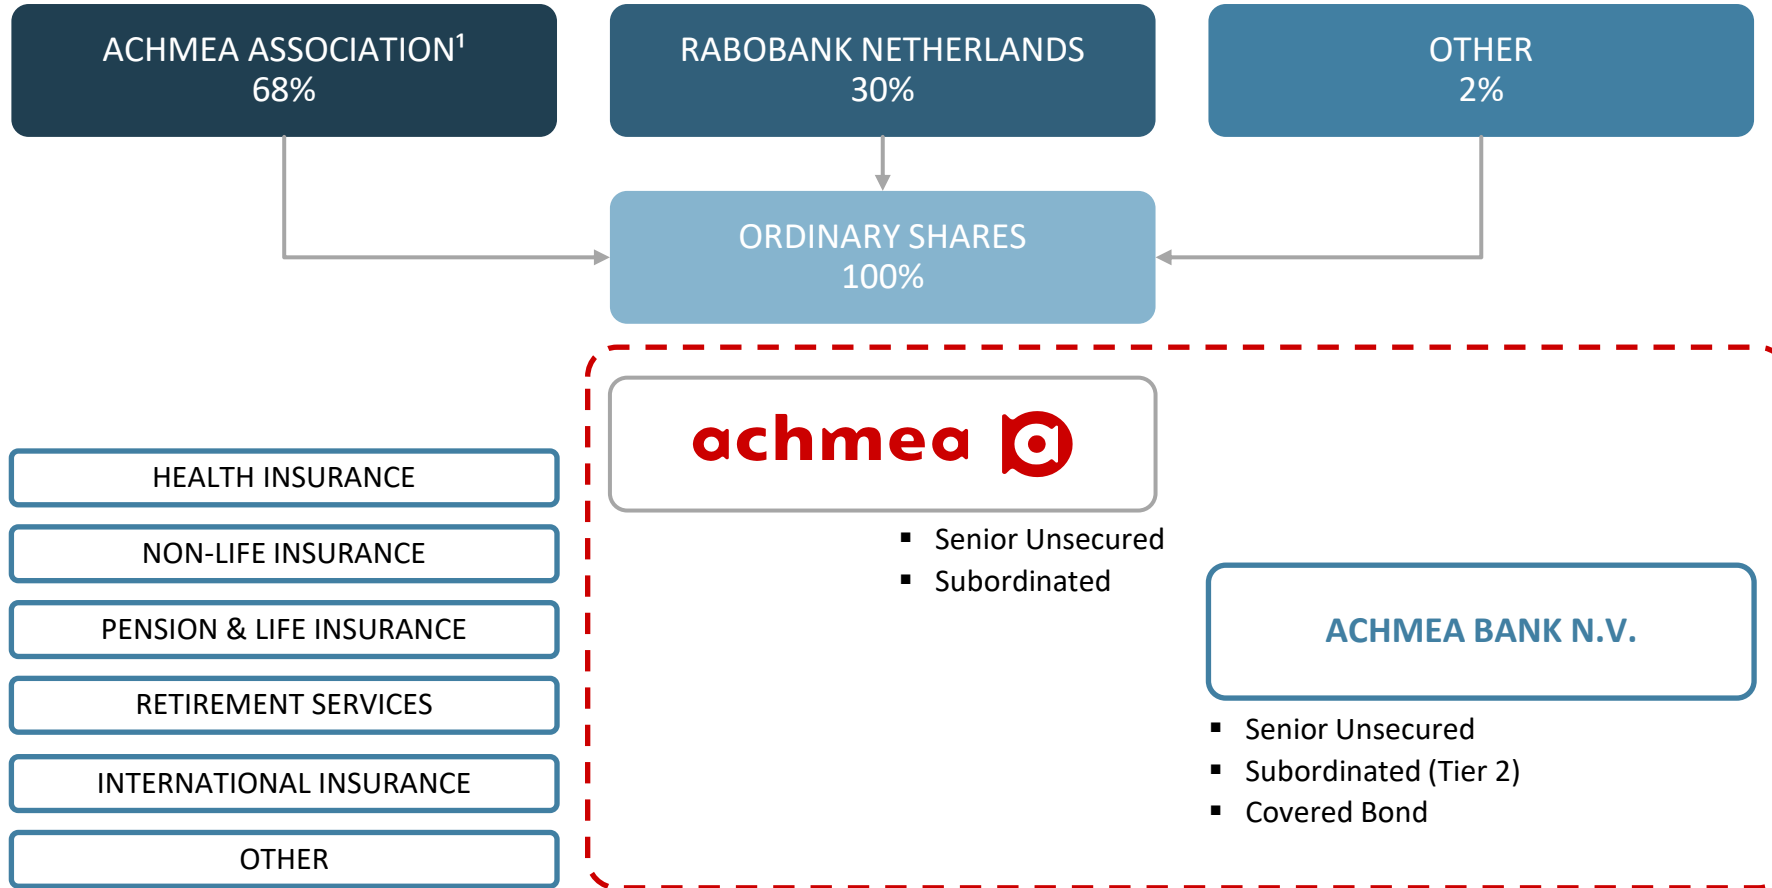 ACHMEA ASSOCIATION¹
68%
RABOBANK NETHERLANDS
30%
OTHER
2%
ORDINARY SHARES
100%
achmea
HEALTH INSURANCE
NON-LIFE INSURANCE
PENSION & LIFE INSURANCE
RETIREMENT SERVICES
INTERNATIONAL INSURANCE
OTHER
▪ Senior Unsecured
▪ Subordinated
ACHMEA BANK N.V.
▪ Senior Unsecured
▪ Subordinated (Tier 2)
▪ Covered Bond